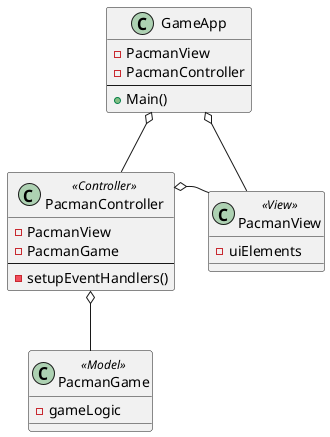 C GameApp
PacmanView
PacmanController
Main()
C «Controller»
PacmanController
PacmanView
PacmanGame
setupEventHandlers()
C «View»
PacmanView
uiElements
C «Model»
PacmanGame
gameLogic